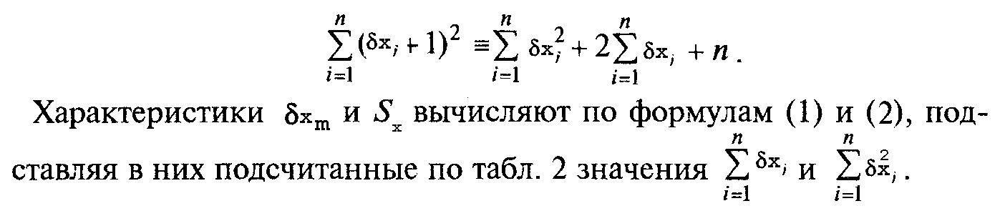 $$\sum_{i=1}^{n}(\delta x_i + 1)^2 \equiv \sum_{i=1}^{n} \delta x_i^2 + 2\sum_{i=1}^{n} \delta x_i + n .$$
Характеристики $\delta x_m$ и $S_x$ вычисляют по формулам (1) и (2), под-
ставляя в них подсчитанные по табл. 2 значения $\sum_{i=1}^{n} \delta x_i$ и $\sum_{i=1}^{n} \delta x_i^2$.